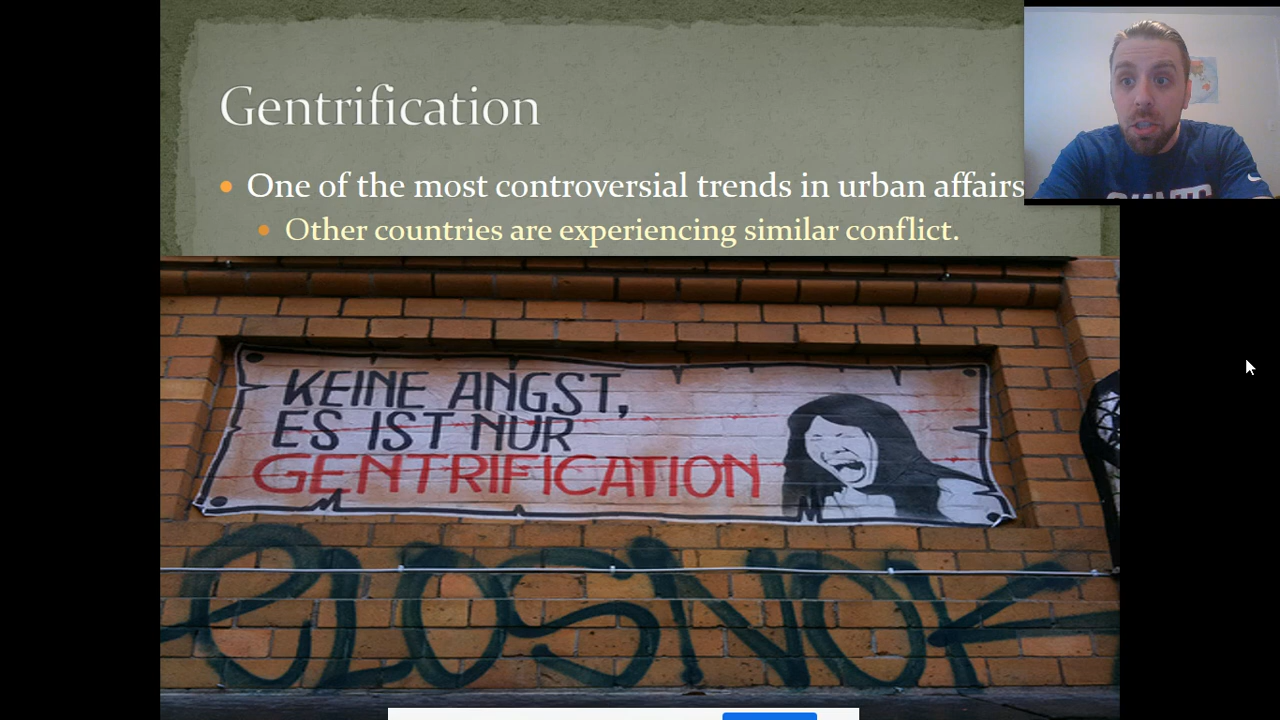 Gentrification
One of the most controversial trends in urban affairs
Other countries are experiencing similar conflict.
KEINE ANGST,
ES IST NUR
GENTRIFICATION